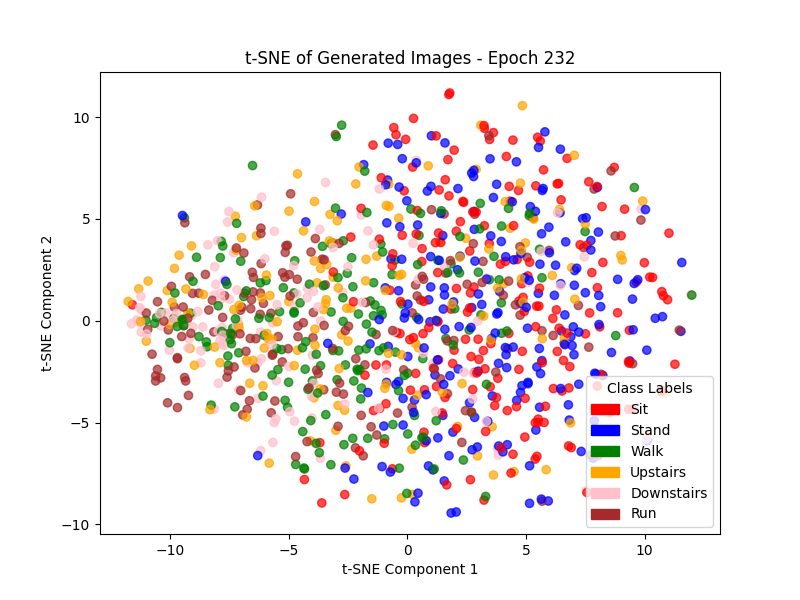 t-SNE of Generated Images - Epoch 232
10
5
0
−5
−10
t-SNE Component 2
−10
−5
0
5
10
t-SNE Component 1
Class Labels
Sit
Stand
Walk
Upstairs
Downstairs
Run